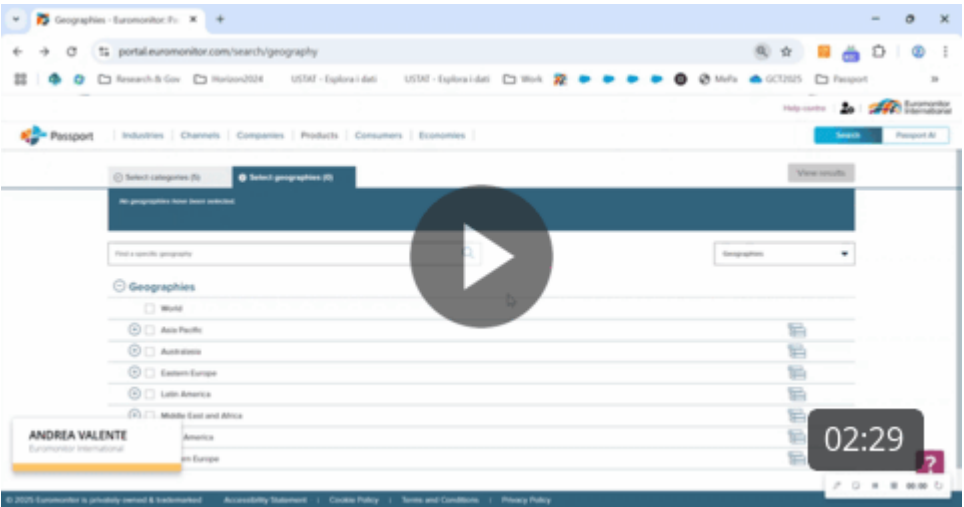 Geographies - Euromonitor: P
portal.euromonitor.com/search/geography
Research & Gov Horizon2024 USTAT - Esplora i dati USTAT - Esplora i dati Work MePa GCT2025 Passport
Help centre Euromonitor International
Passport Industries Channels Companies Products Consumers Economies Search Passport AI
Select categories (5) Select geographies (0) View results
No geographies have been selected
Find a specific geography Geographies
Geographies
World
Asia Pacific
Australasia
Eastern Europe
Latin America
Middle East and Africa
America
Europe
ANDREA VALENTE
Euromonitor International
02:29
?
00:00
© 2025 Euromonitor is privately owned & trademarked Accessibility Statement | Cookie Policy | Terms and Conditions | Privacy Policy